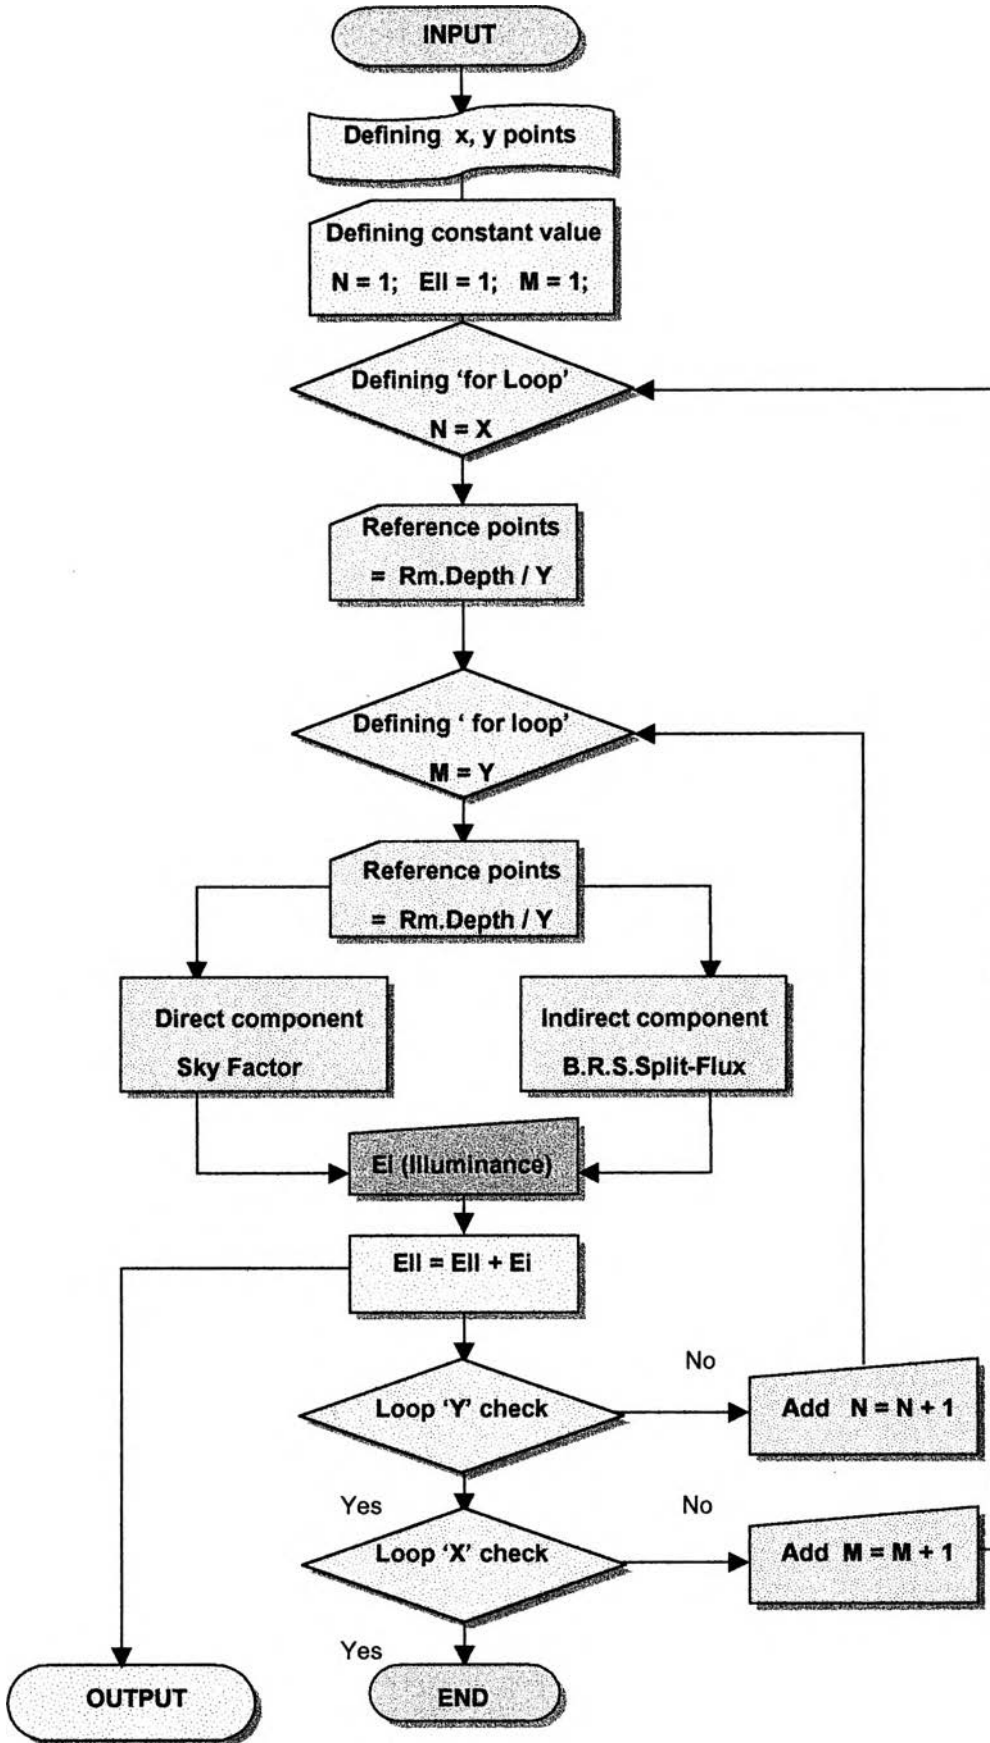 INPUT
Defining x, y points
Defining constant value
N = 1; Ell = 1; M = 1;
Defining ‘for Loop’
N = X
Reference points
= Rm.Depth / Y
Defining ‘ for loop’
M = Y
Reference points
= Rm.Depth / Y
Direct component
Sky Factor
Indirect component
B.R.S.Split-Flux
Ei (Illuminance)
Ell = Ell + Ei
Loop ‘Y’ check
No
Add N = N + 1
Yes
Loop ‘X’ check
No
Add M = M + 1
Yes
OUTPUT
END